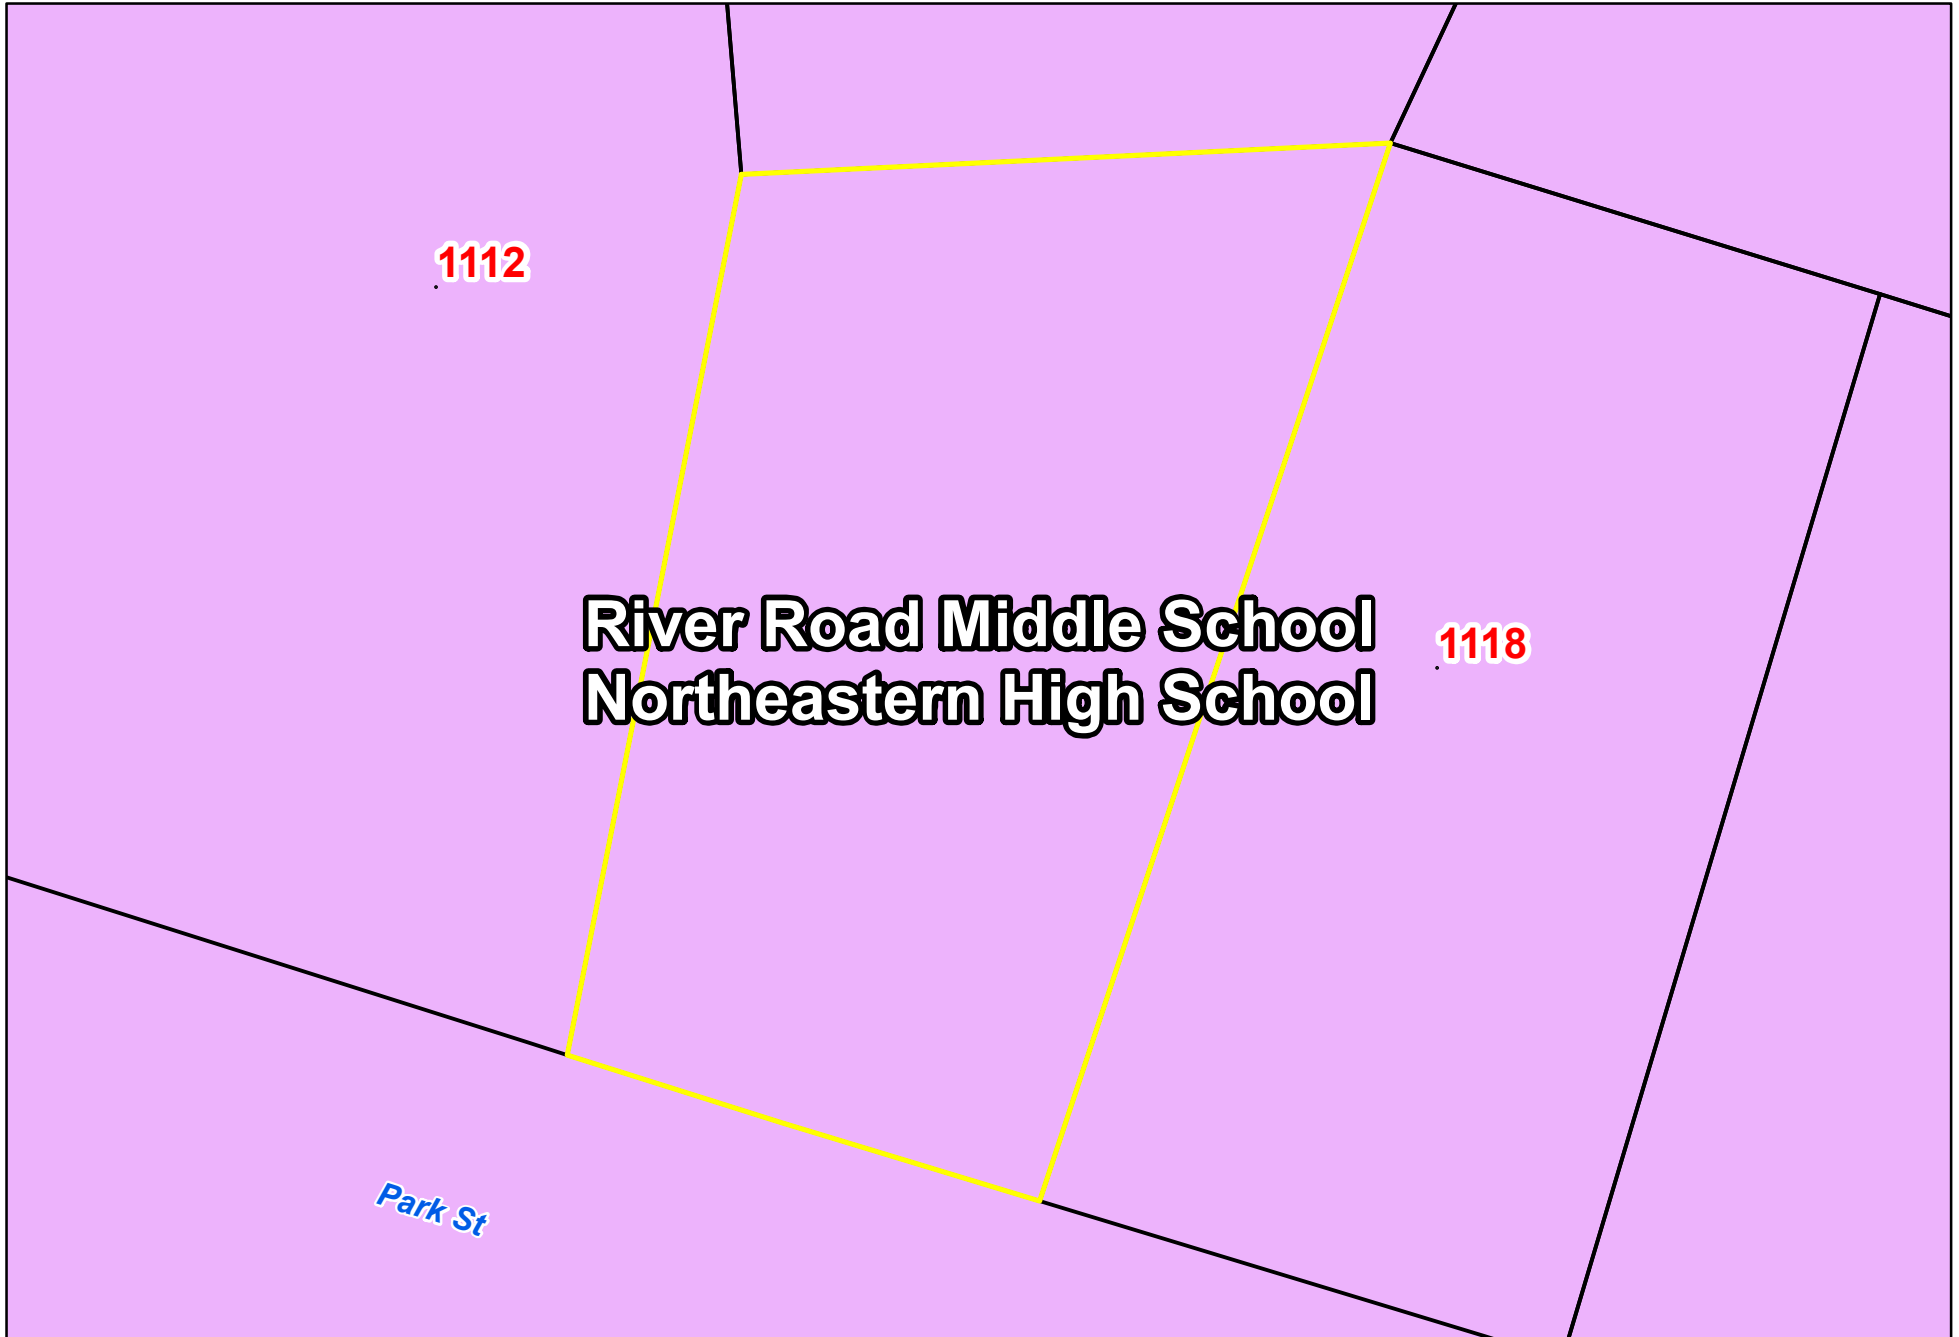 1112
River Road Middle School
Northeastern High School
1118
Park St